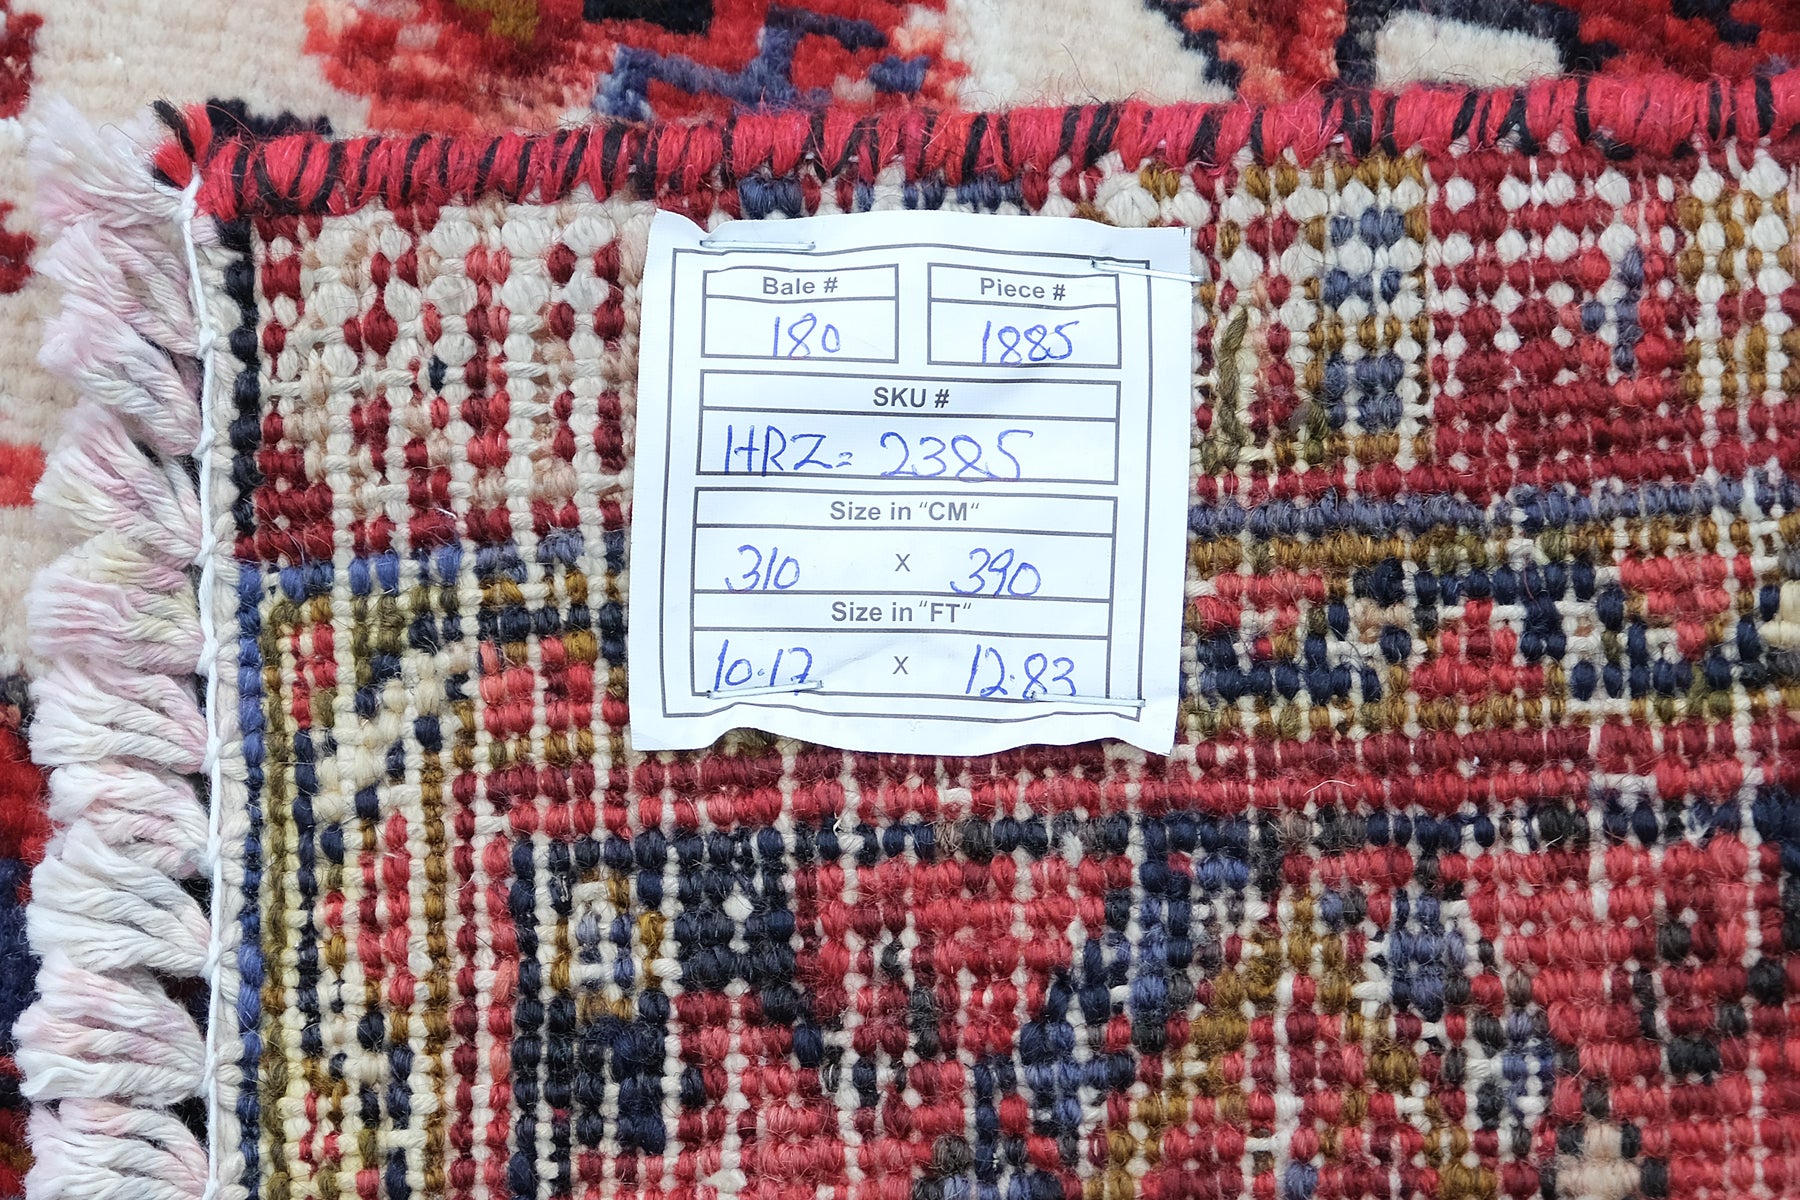 Bale # Piece #
180 1885
SKU #
HRZ= 2385
Size in "CM"
310 x 390
Size in "FT"
10.17 x 12.83